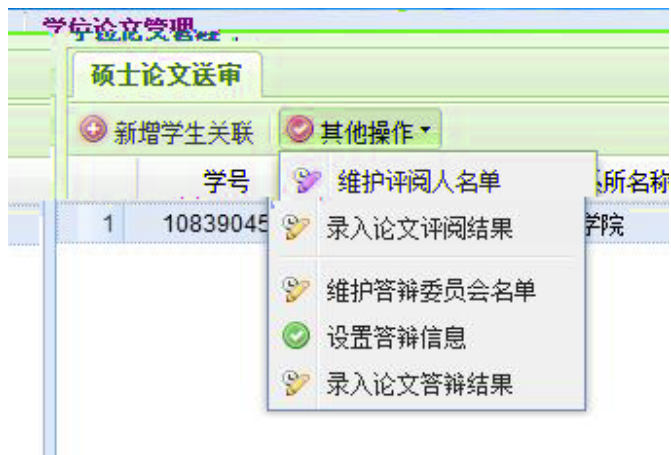 学位论文管理
硕士论文送审
新增学生关联 其他操作
学号 所名称
维护评阅人名单
1 10839045 学院
录入论文评阅结果
维护答辩委员会名单
设置答辩信息
录入论文答辩结果